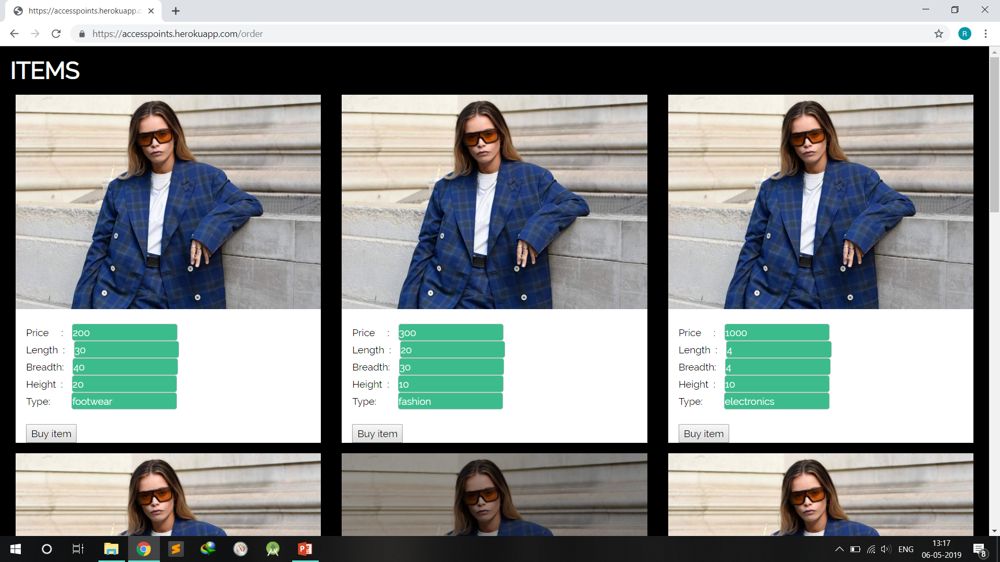 https://accesspoints.herokuapp.c
https://accesspoints.herokuapp.com/order
R
ITEMS
Price : 200
Length : 30
Breadth: 40
Height : 20
Type: footwear
Buy item
Price : 300
Length : 20
Breadth: 30
Height : 10
Type: fashion
Buy item
Price : 1000
Length : 4
Breadth: 4
Height : 10
Type: electronics
Buy item
ENG
13:17
06-05-2019
8